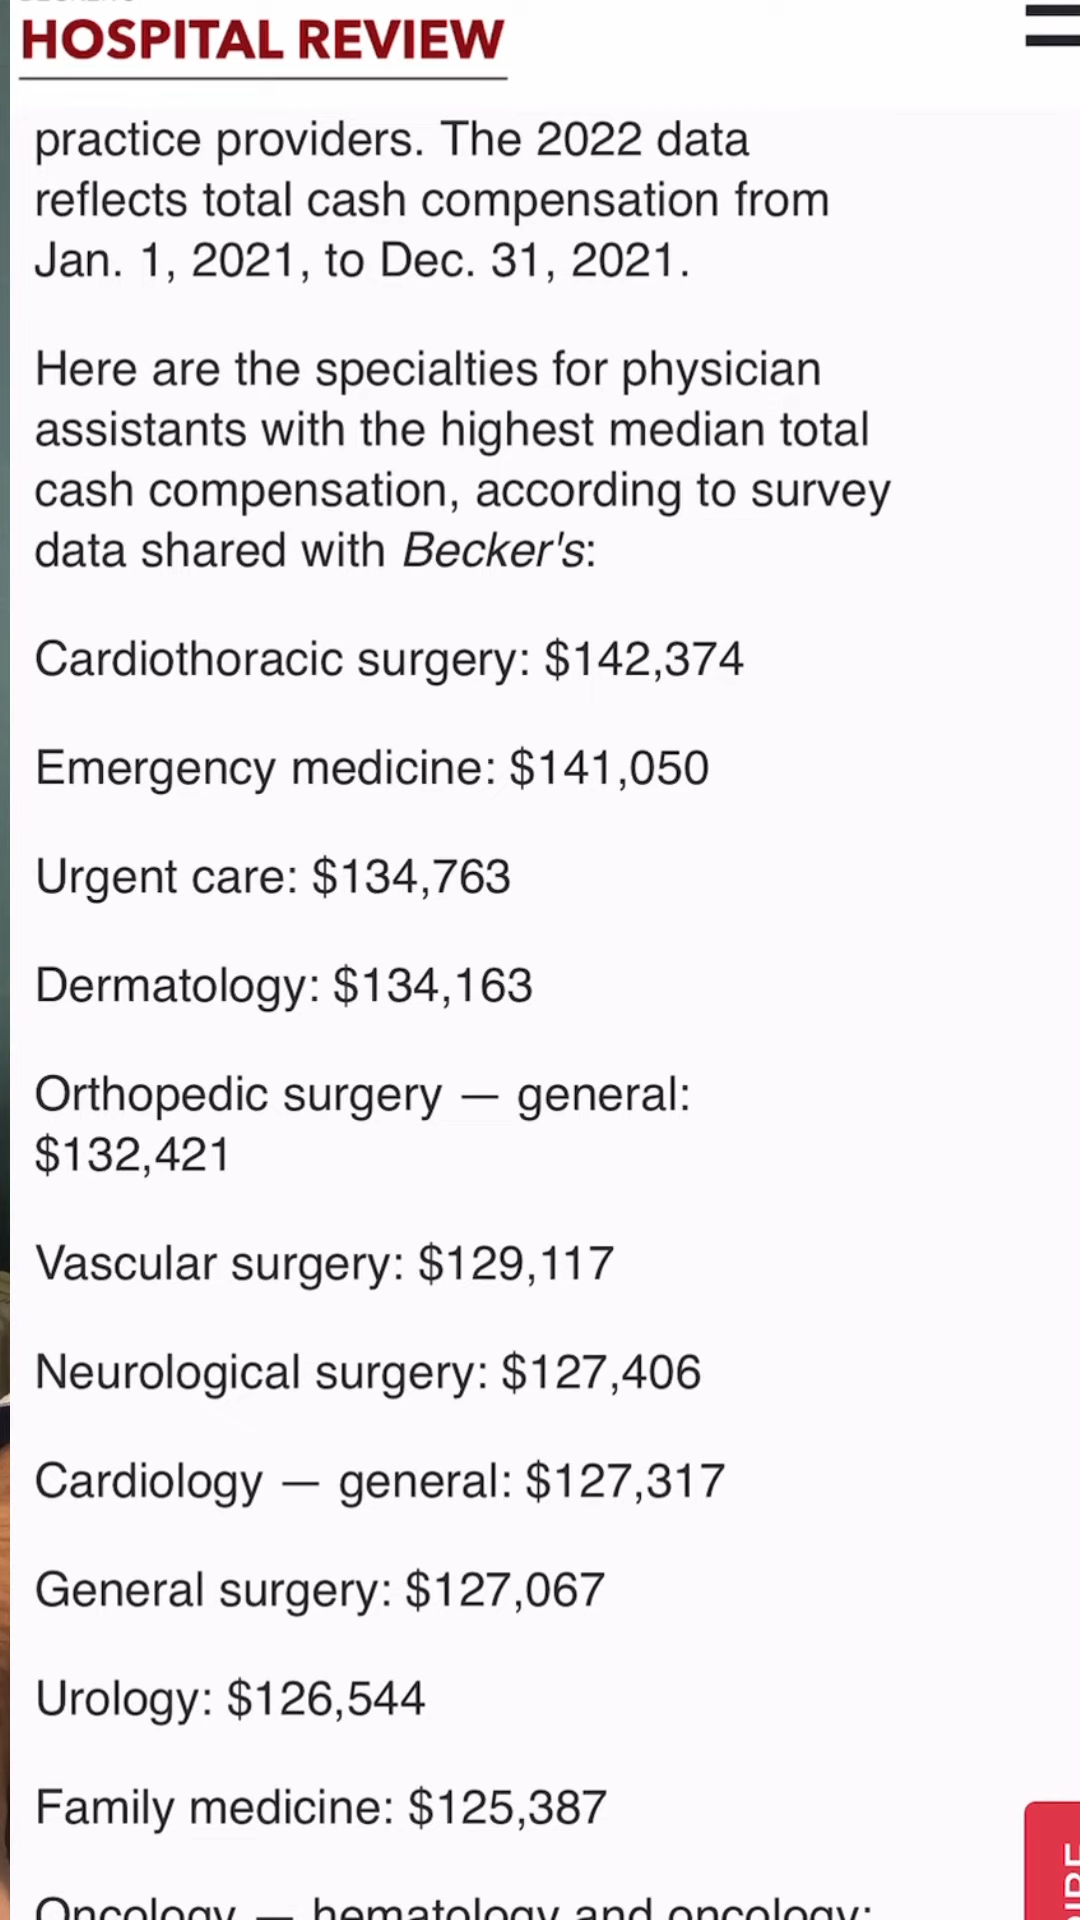 HOSPITAL REVIEW
practice providers. The 2022 data
reflects total cash compensation from
Jan. 1, 2021, to Dec. 31, 2021.
Here are the specialties for physician
assistants with the highest median total
cash compensation, according to survey
data shared with Becker's:
Cardiothoracic surgery: $142,374
Emergency medicine: $141,050
Urgent care: $134,763
Dermatology: $134,163
Orthopedic surgery — general:
$132,421
Vascular surgery: $129,117
Neurological surgery: $127,406
Cardiology — general: $127,317
General surgery: $127,067
Urology: $126,544
Family medicine: $125,387
Oncology — hematology and oncology: